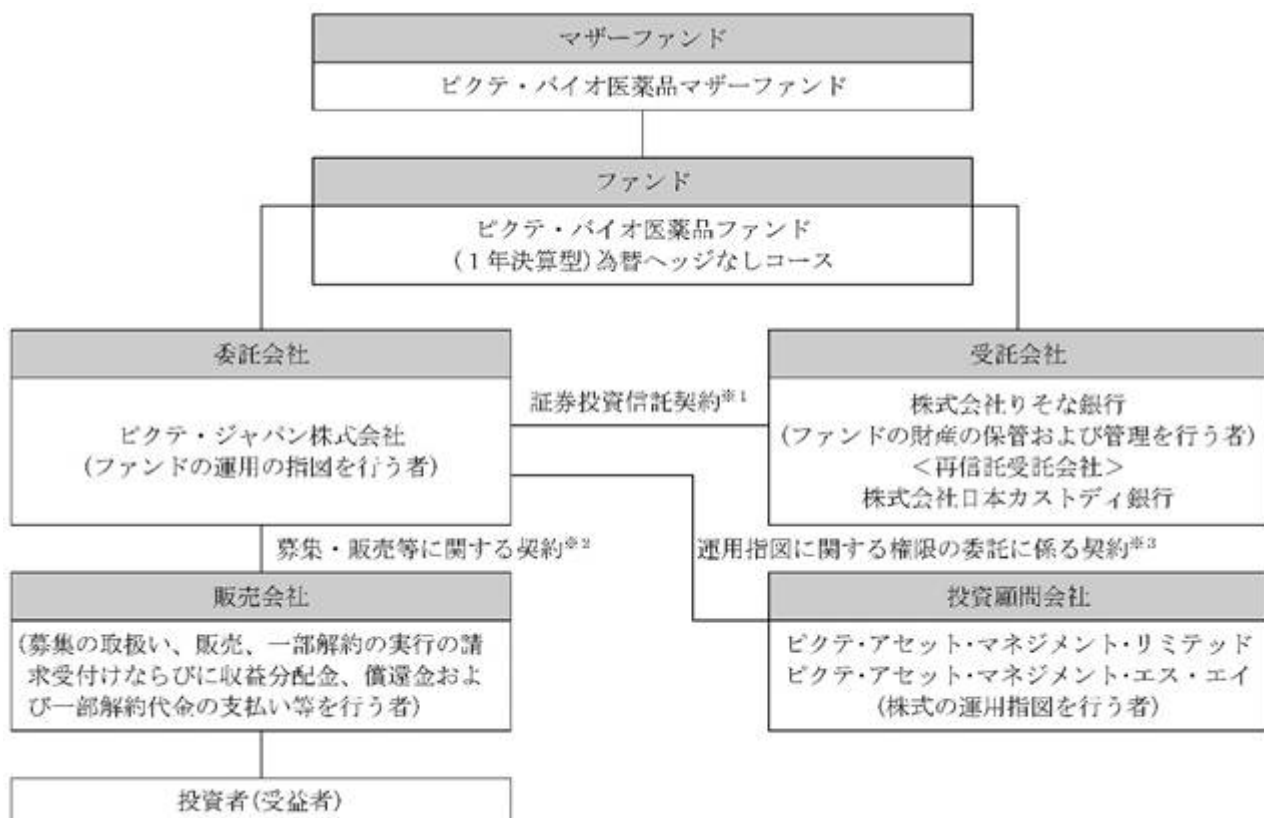 マザーファンド
ピクテ・バイオ医薬品マザーファンド
ファンド
ピクテ・バイオ医薬品ファンド
(1年決算型)為替ヘッジなしコース
委託会社
ピクテ・ジャパン株式会社
(ファンドの運用の指図を行う者)
証券投資信託契約※1
受託会社
株式会社りそな銀行
(ファンドの財産の保管および管理を行う者)
<再信託受託会社>
株式会社日本カストディ銀行
募集・販売等に関する契約※2
運用指図に関する権限の委託に係る契約※3
販売会社
(募集の取扱い、販売、一部解約の実行の請
求受付けならびに収益分配金、償還金およ
び一部解約代金の支払い等を行う者)
投資顧問会社
ピクテ・アセット・マネジメント・リミテッド
ピクテ・アセット・マネジメント・エス・エイ
(株式の運用指図を行う者)
投資者(受益者)